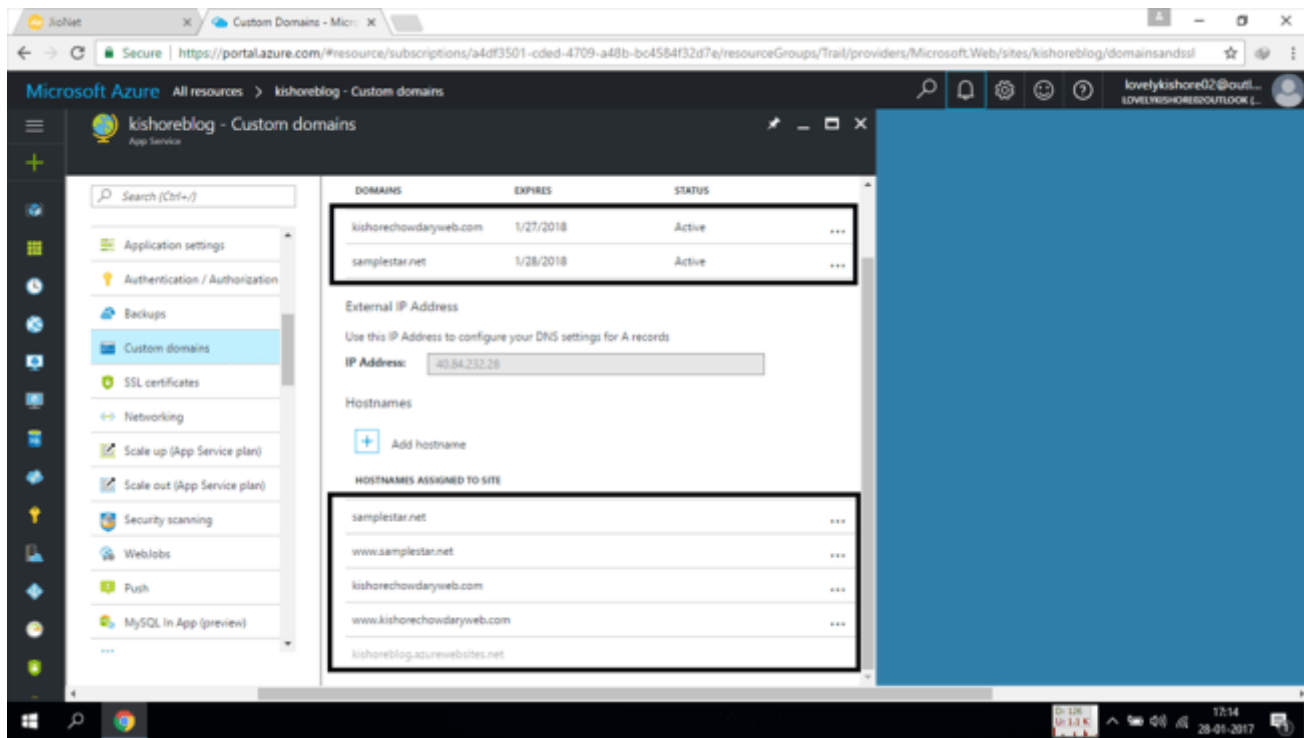 JioNet
Custom Domains - Micr
Secure | https://portal.azure.com/#resource/subscriptions/a4df3501-cded-4709-a48b-bc4584f32d7e/resourceGroups/Trail/providers/Microsoft.Web/sites/kishoreblog/domainsandssl
Microsoft Azure All resources > kishoreblog - Custom domains
lovelykishore02@outl...
LOVELYKISHORE02OUTLOOK (...
kishoreblog - Custom domains
App Service
Search (Ctrl+/)
Application settings
Authentication / Authorization
Backups
Custom domains
SSL certificates
Networking
Scale up (App Service plan)
Scale out (App Service plan)
Security scanning
WebJobs
Push
MySQL In App (preview)
DOMAINS EXPIRES STATUS
kishorechowdaryweb.com 1/27/2018 Active ...
samplestar.net 1/28/2018 Active ...
External IP Address
Use this IP Address to configure your DNS settings for A records
IP Address: 40.84.232.28
Hostnames
Add hostname
HOSTNAMES ASSIGNED TO SITE
samplestar.net ...
www.samplestar.net ...
kishorechowdaryweb.com ...
www.kishorechowdaryweb.com ...
kishoreblog.azurewebsites.net
D: 126
U: 1.1 K
17:14
28-01-2017